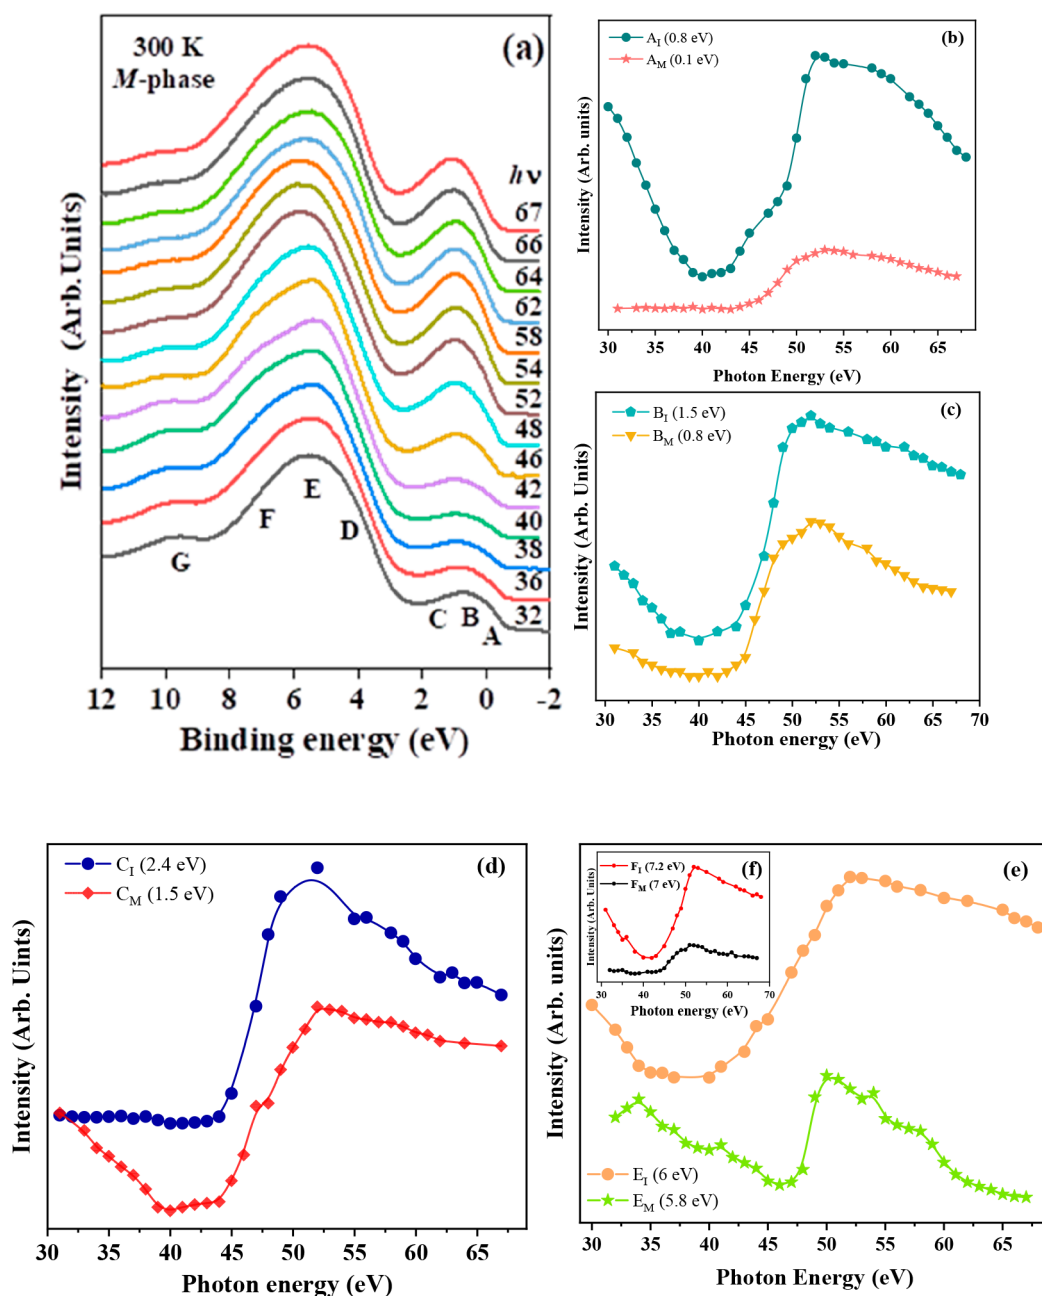 300 K
M-phase
(a)
hν
67
66
64
62
58
54
52
48
46
42
40
38
36
32
G
F
E
D
C
B
A
12 10 8 6 4 2 0 -2
Binding energy (eV)
Intensity (Arb.Units)
(b)
A_I (0.8 eV)
A_M (0.1 eV)
Intensity (Arb. units)
30 35 40 45 50 55 60 65
Photon Energy (eV)
(c)
B_I (1.5 eV)
B_M (0.8 eV)
Intensity (Arb. Units)
30 35 40 45 50 55 60 65 70
Photon energy (eV)
(d)
C_I (2.4 eV)
C_M (1.5 eV)
Intensity (Arb. Uints)
30 35 40 45 50 55 60 65
Photon energy (eV)
(e)
E_I (6 eV)
E_M (5.8 eV)
Intensity (Arb. Units)
30 35 40 45 50 55 60 65
Photon Energy (eV)
(f)
F_I (7.2 eV)
F_M (7 eV)
Intensity (Arb. Units)
30 40 50 60 70
Photon energy (eV)